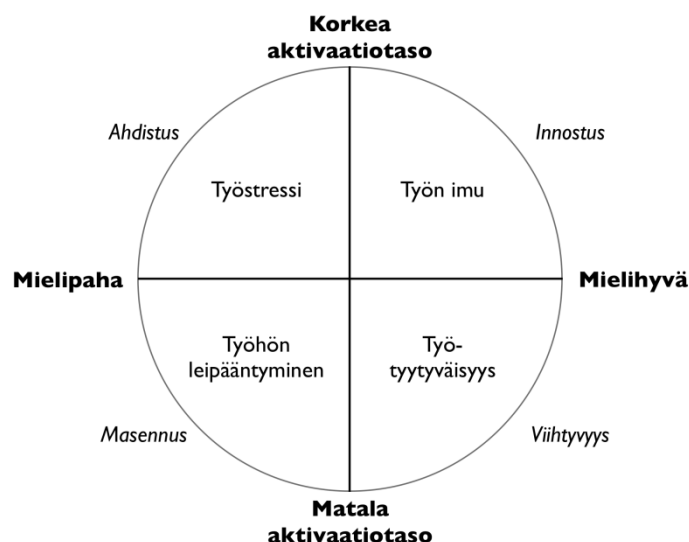 Korkea
aktivaatiotaso
Ahdistus
Innostus
Työstressi
Työn imu
Mielipaha
Mielihyvä
Työhön
leipääntyminen
Työ-
tyytyväisyys
Masennus
Viihtyvyys
Matala
aktivaatiotaso